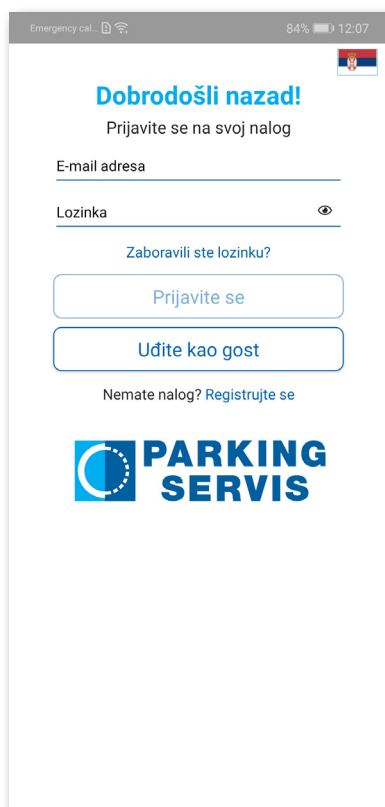 Emergency cal... 84% 12:07
Dobrodošli nazad!
Prijavite se na svoj nalog
E-mail adresa
Lozinka
Zaboravili ste lozinku?
Prijavite se
Uđite kao gost
Nemate nalog? Registrujte se
PARKING
SERVIS